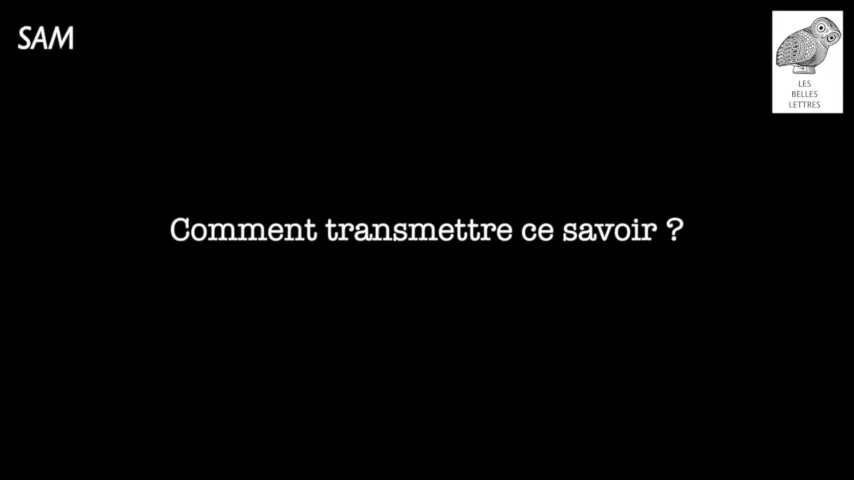 SAM
LES
BELLES
LETTRES
Comment transmettre ce savoir ?